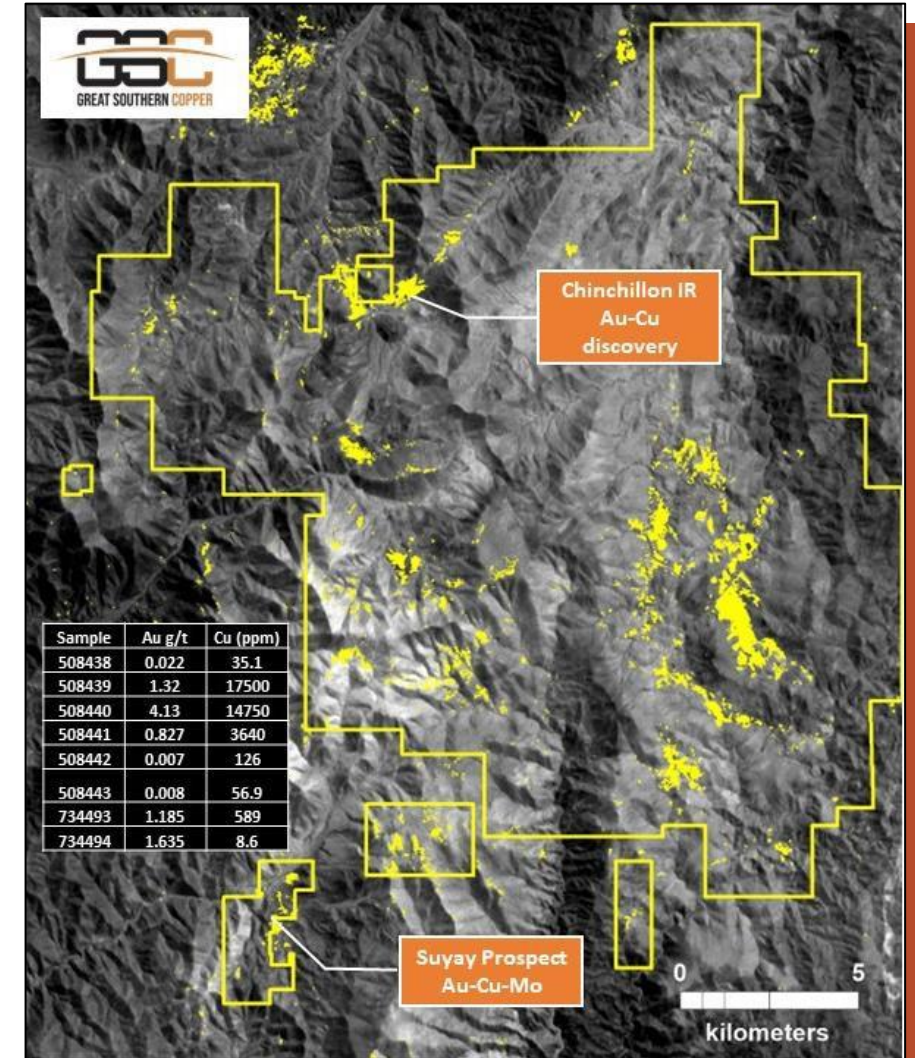 GSC
GREAT SOUTHERN COPPER
Chinchillon IR
Au-Cu
discovery
Sample Au g/t Cu (ppm)
508438 0.022 35.1
508439 1.32 17500
508440 4.13 14750
508441 0.827 3640
508442 0.007 126
508443 0.008 56.9
734493 1.185 589
734494 1.635 8.6
Suyay Prospect
Au-Cu-Mo
0 5
kilometers